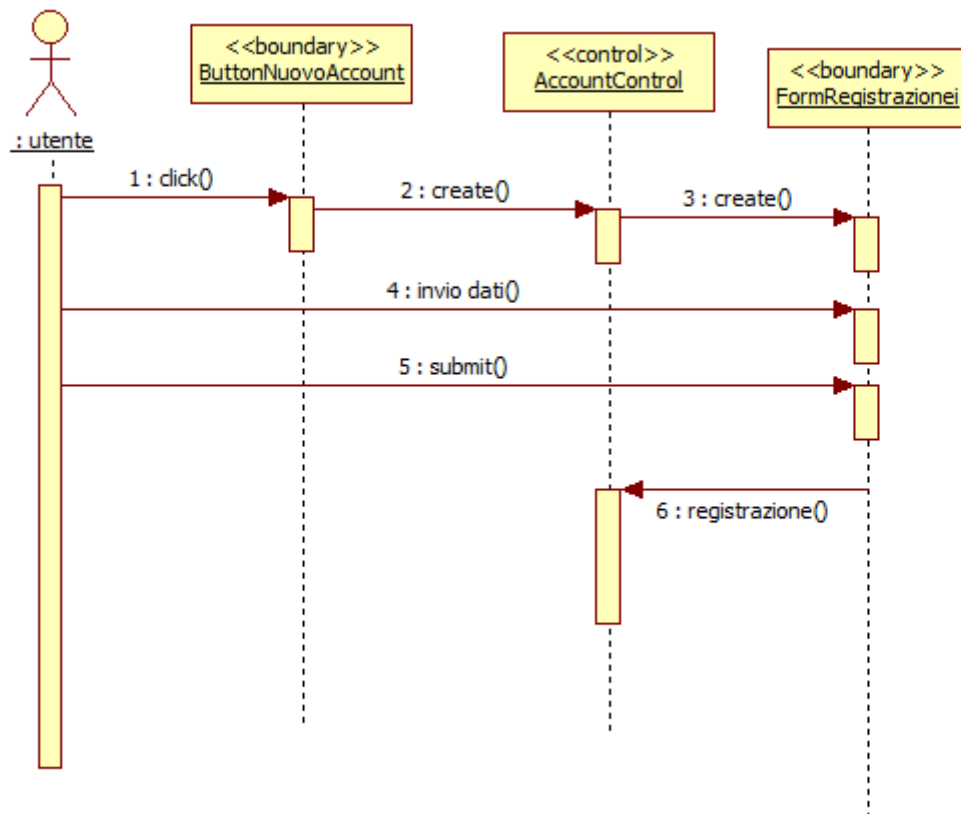 <<boundary>>
ButtonNuovoAccount
<<control>>
AccountControl
<<boundary>>
FormRegistrazionei
: utente
1 : click()
2 : create()
3 : create()
4 : invio dati()
5 : submit()
6 : registrazione()